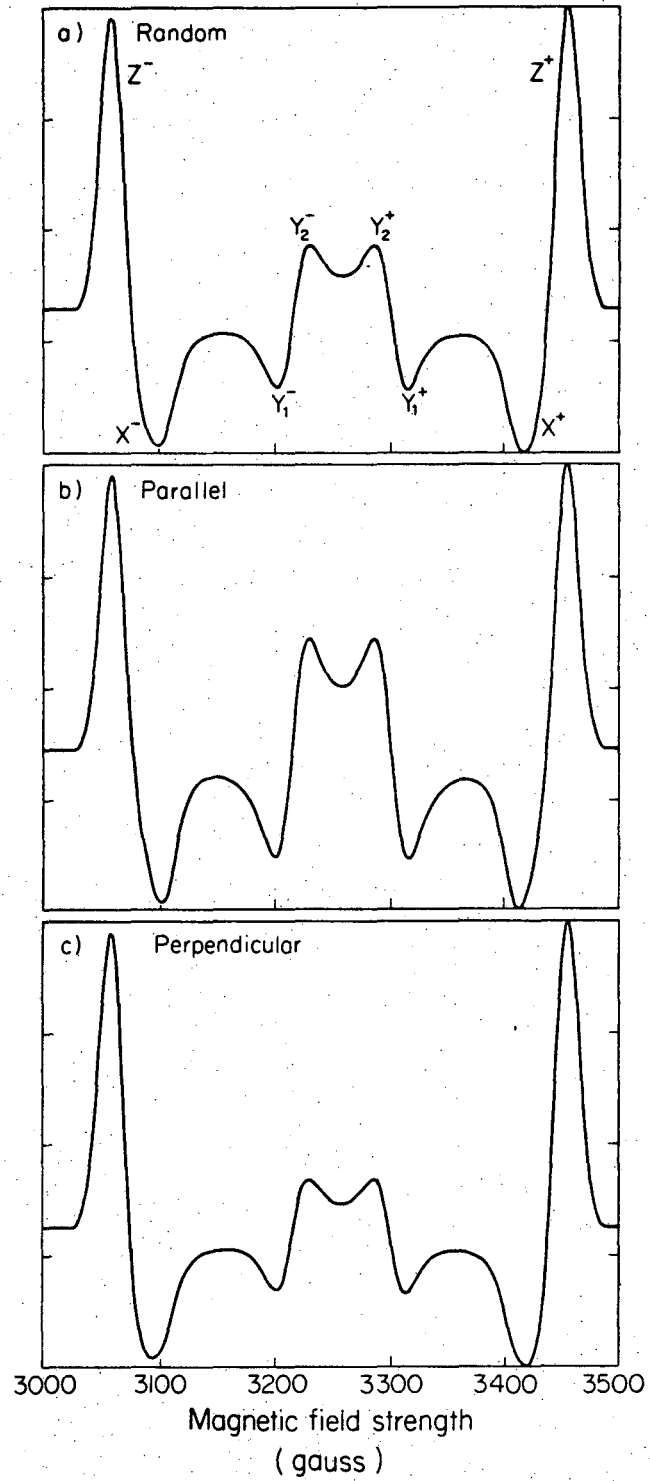 a) Random
Z⁻
Z⁺
Y₂⁻
Y₂⁺
X⁻
Y₁⁻
Y₁⁺
X⁺
b) Parallel
c) Perpendicular
3000 3100 3200 3300 3400 3500
Magnetic field strength
(gauss)